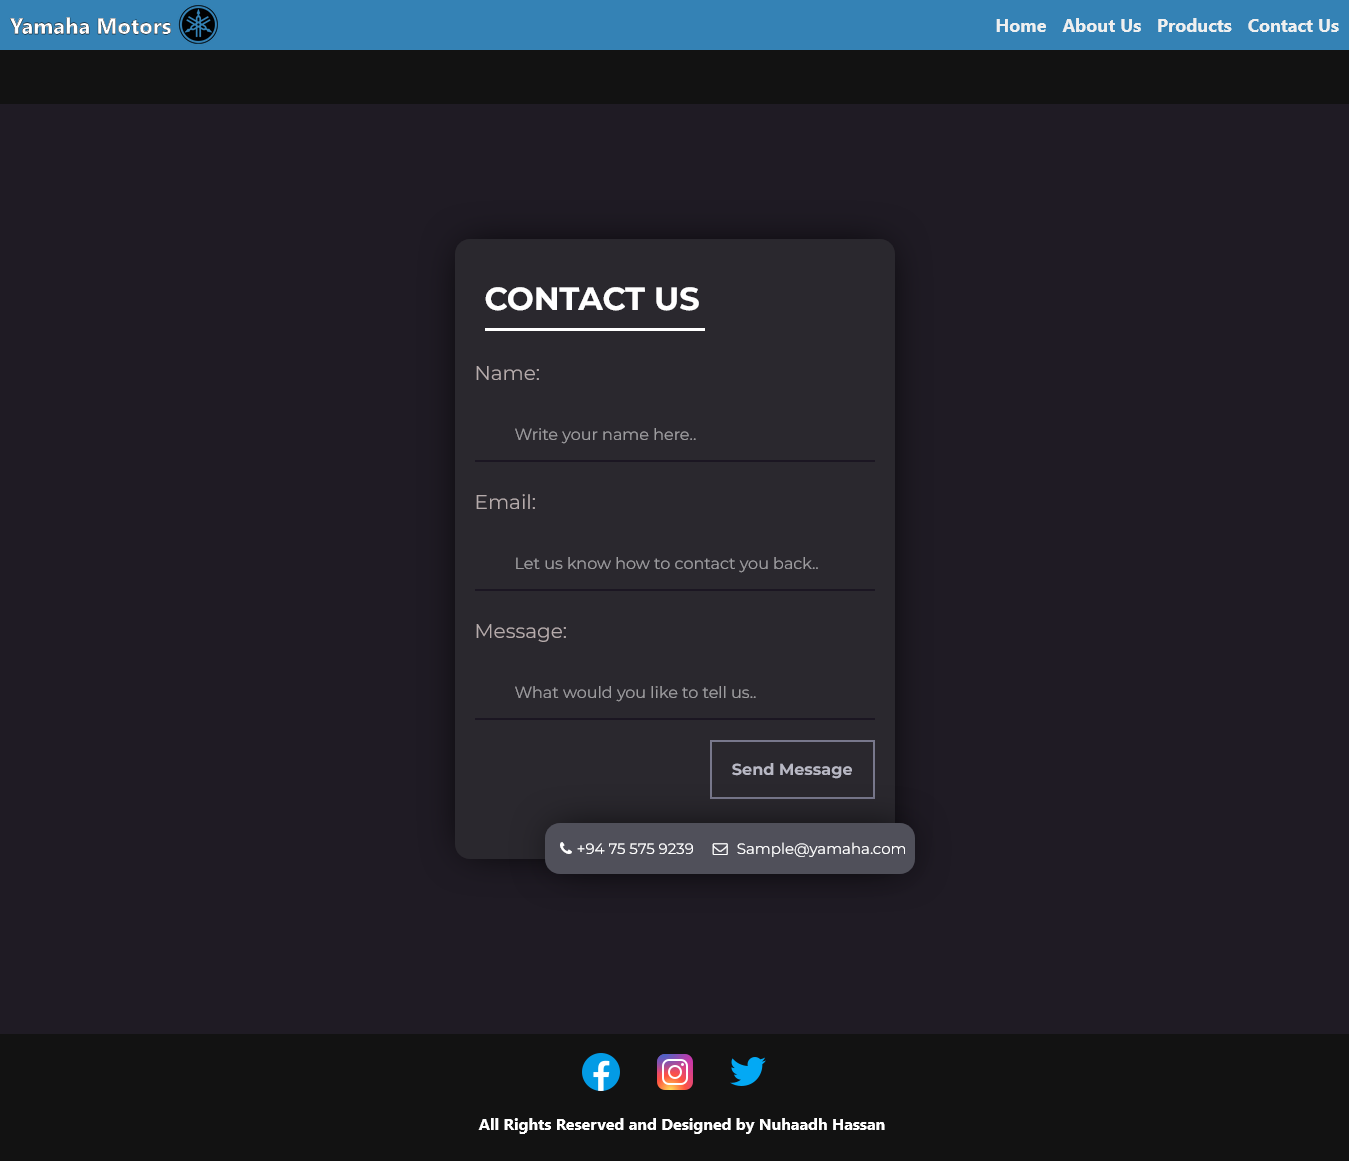 Yamaha Motors
Home About Us Products Contact Us
CONTACT US
Name:
Write your name here..
Email:
Let us know how to contact you back..
Message:
What would you like to tell us..
Send Message
+94 75 575 9239 Sample@yamaha.com
All Rights Reserved and Designed by Nuhaadh Hassan